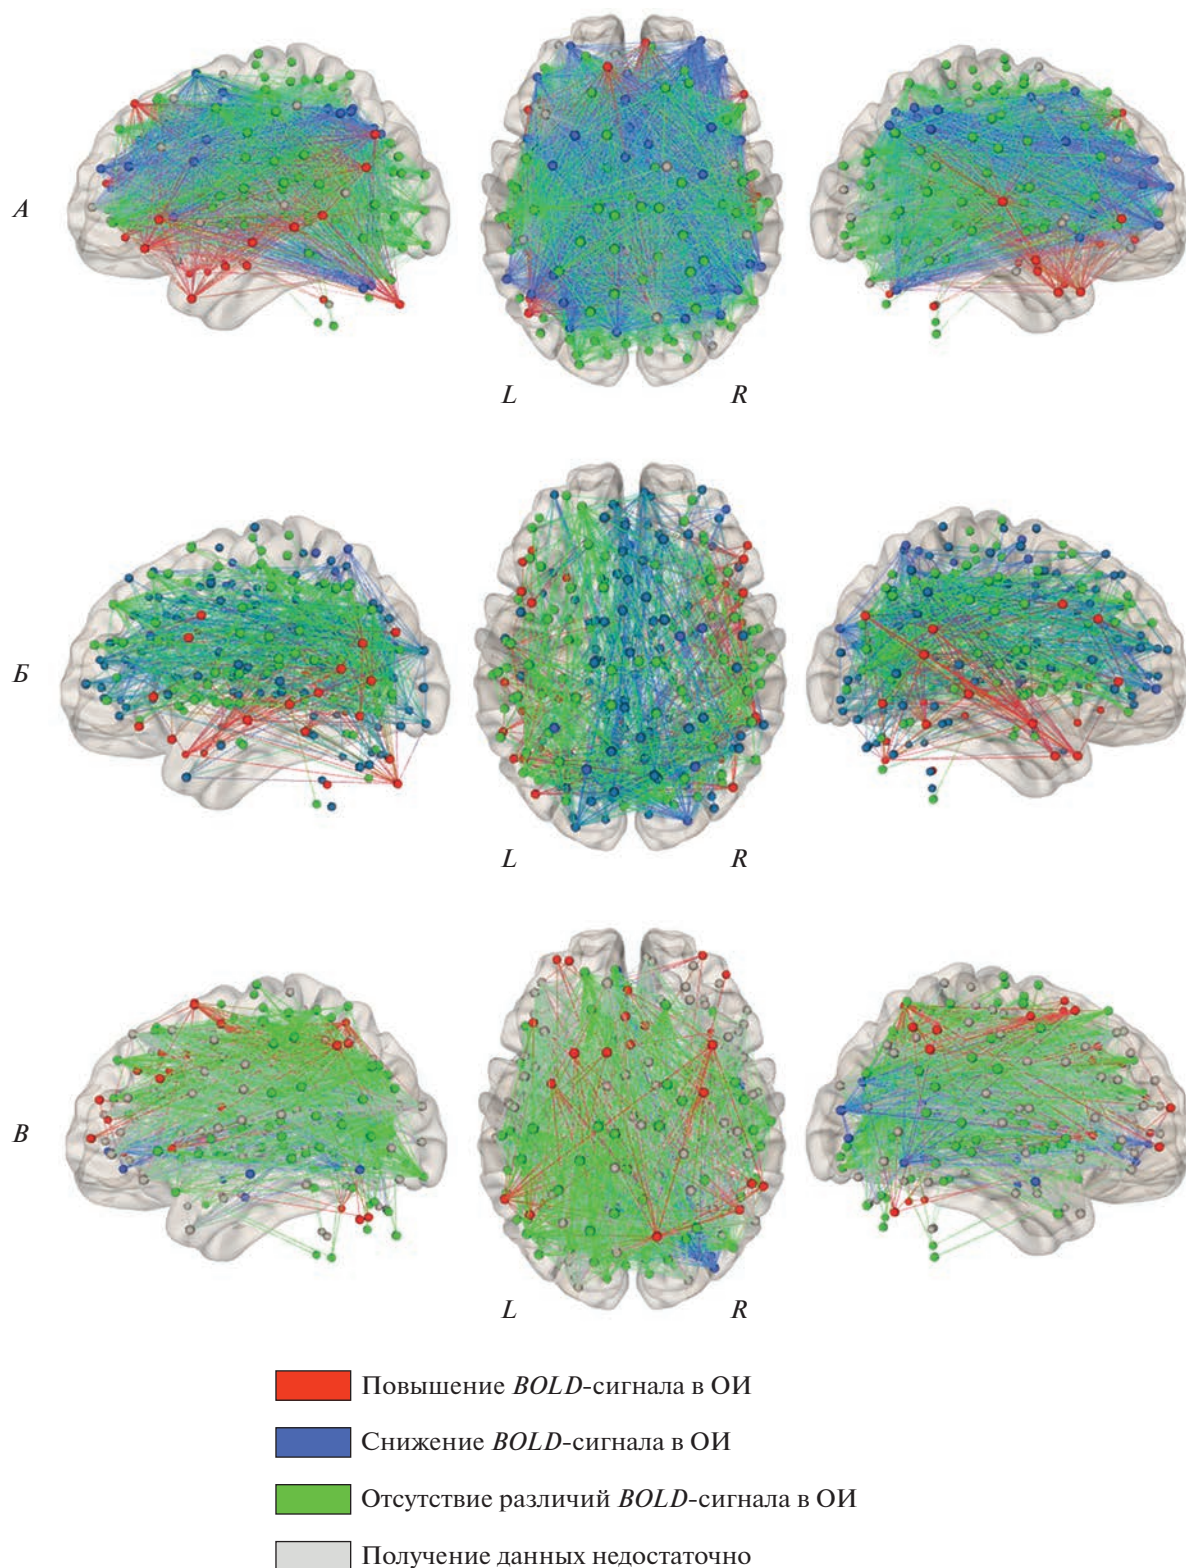 А
L
R
Б
L
R
В
L
R
Повышение BOLD-сигнала в ОИ
Снижение BOLD-сигнала в ОИ
Отсутствие различий BOLD-сигнала в ОИ
Получение данных недостаточно